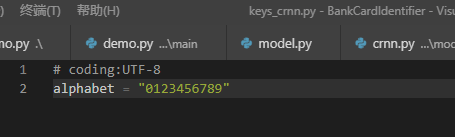 终端(T) 帮助(H) keys_crnn.py - BankCardIdentifier - Visu
mo.py .\ demo.py ...\main model.py crnn.py ...\mod
1 # coding:UTF-8
2 alphabet = "0123456789"